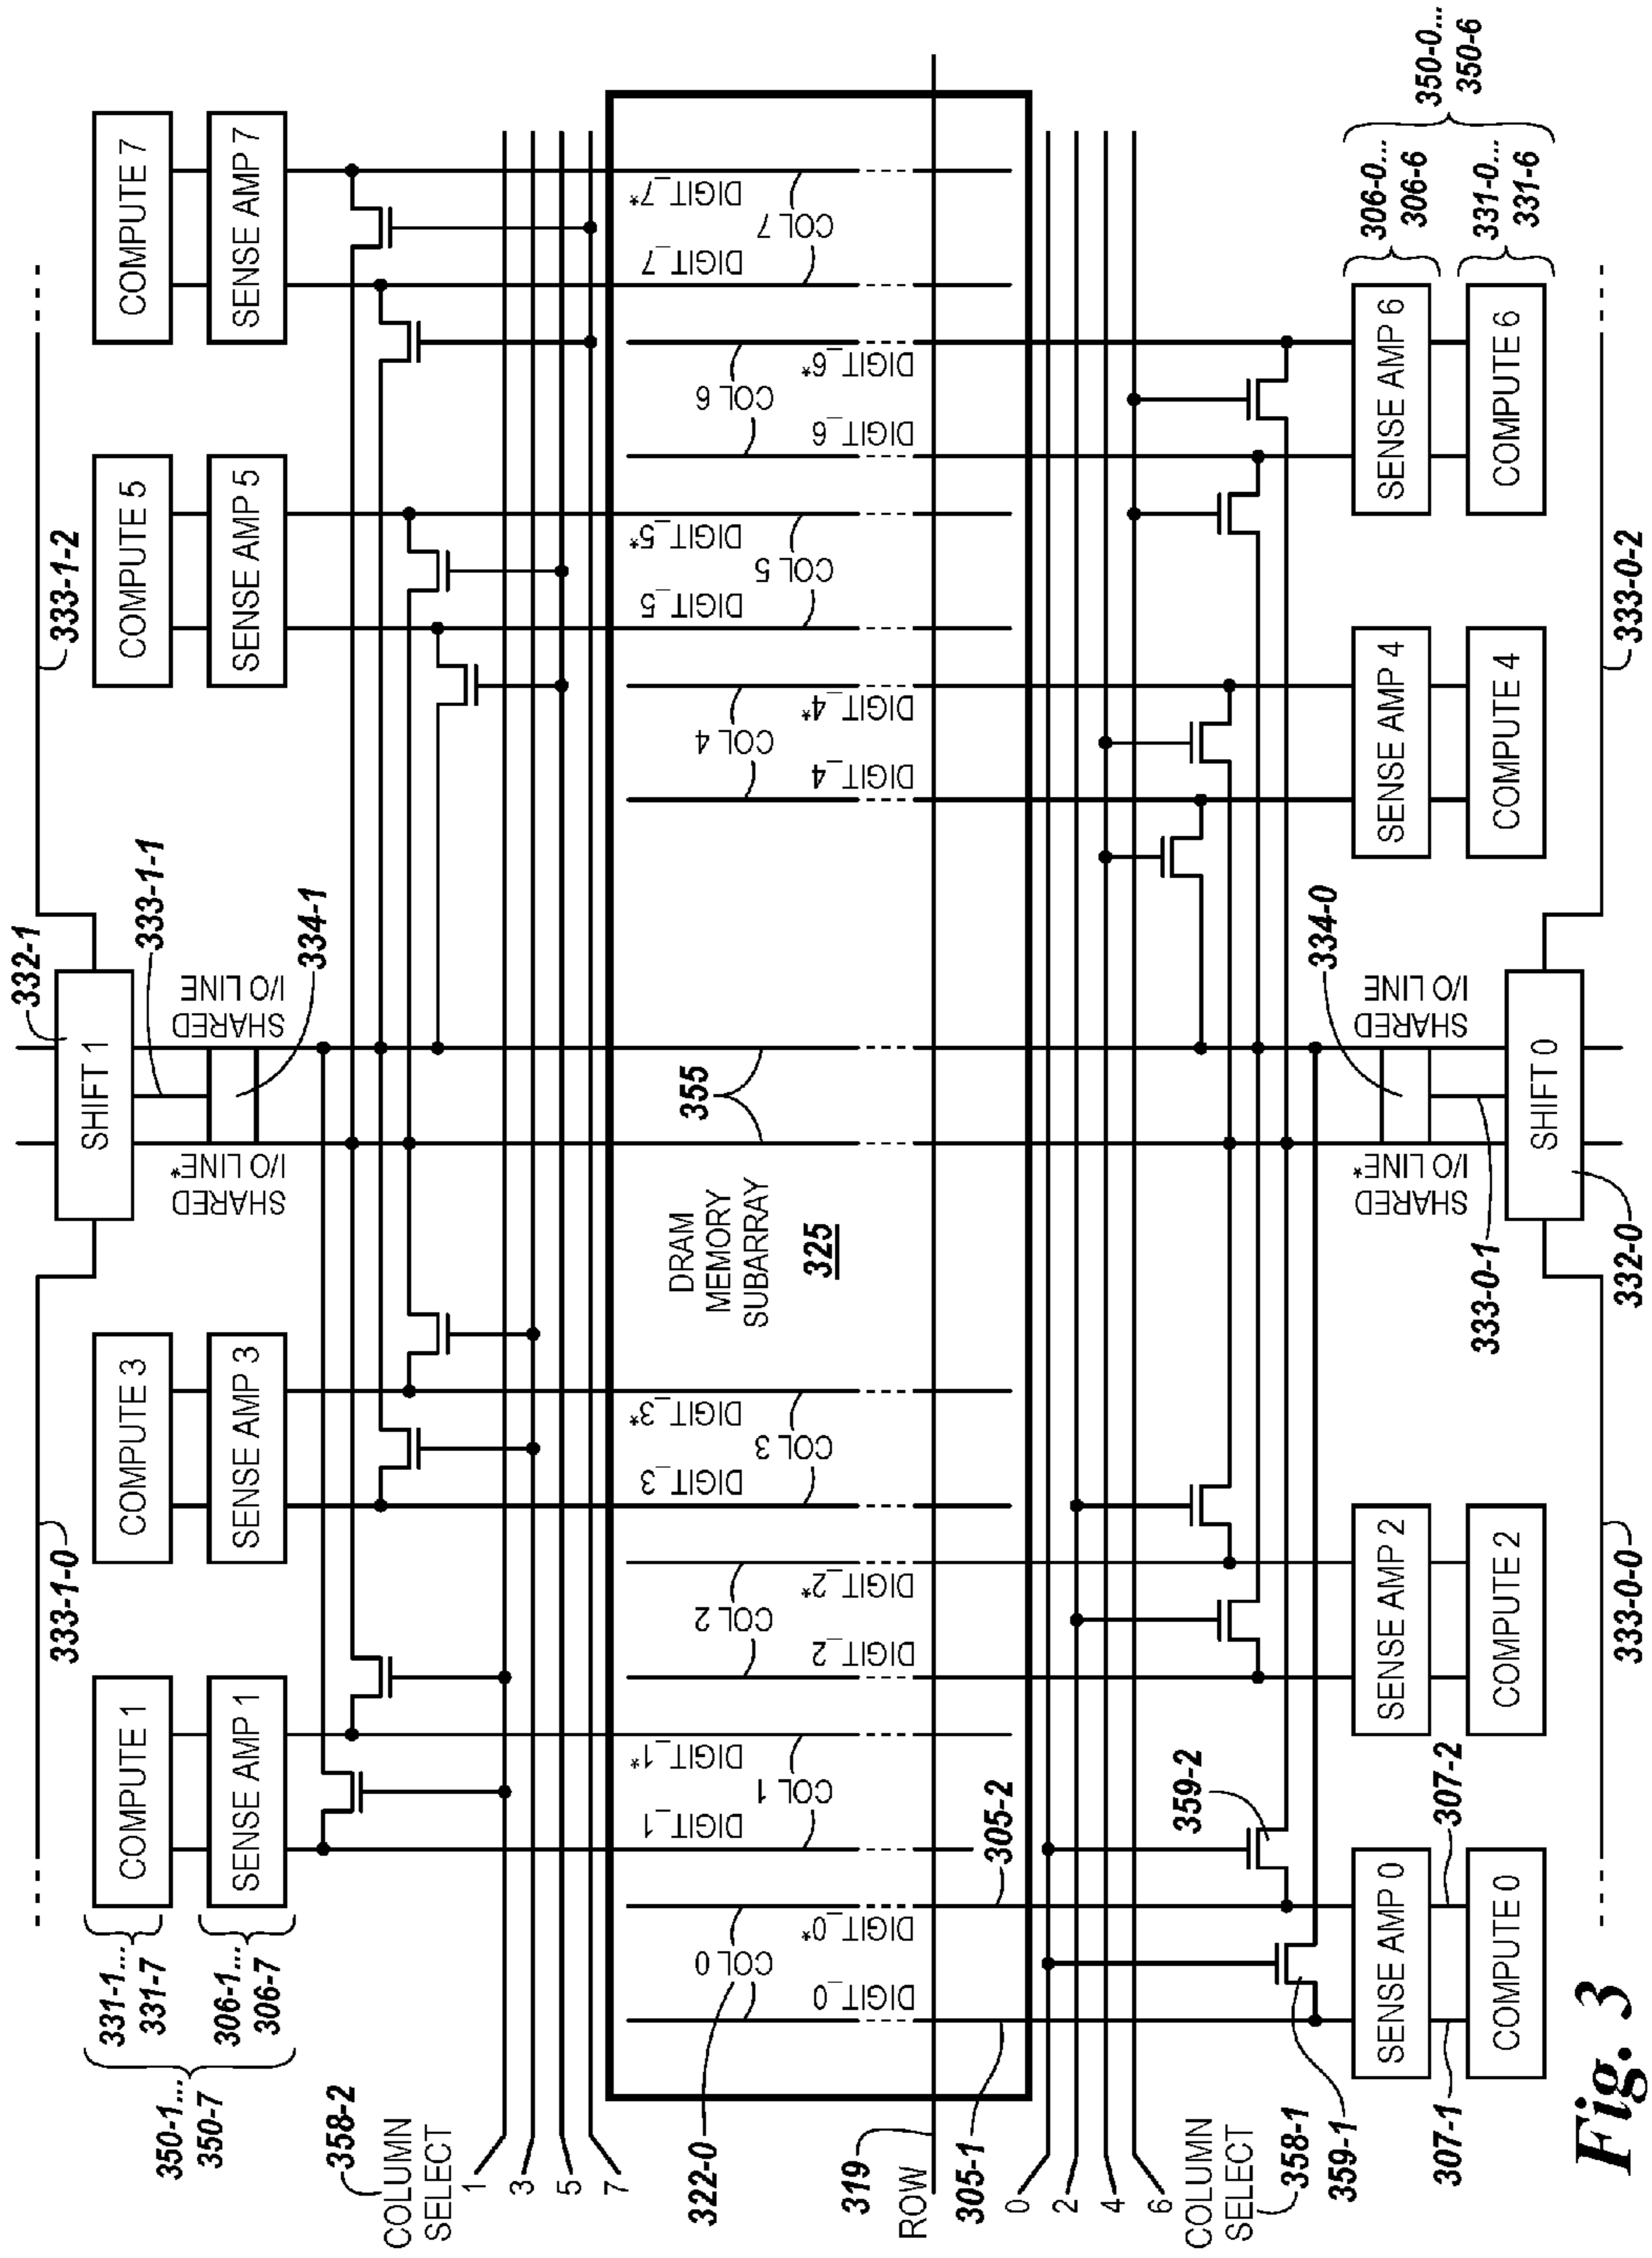 333-1-0
332-1
333-1-2
331-1...
331-7
COMPUTE 1
COMPUTE 3
SHIFT 1
COMPUTE 5
COMPUTE 7
333-1-1
350-1...
350-7
306-1...
306-7
SENSE AMP 1
SENSE AMP 3
SHARED
I/O LINE*
SHARED
I/O LINE
334-1
SENSE AMP 5
SENSE AMP 7
358-2
COLUMN
SELECT
1
3
5
7
DIGIT_1
DIGIT_1*
DIGIT_3
DIGIT_3*
DIGIT_5
DIGIT_5*
DIGIT_7
DIGIT_7*
322-0
COL 0
COL 1
COL 2
COL 3
DRAM
MEMORY
SUBARRAY
325
355
COL 4
COL 5
COL 6
COL 7
DIGIT_0
DIGIT_0*
DIGIT_2
DIGIT_2*
DIGIT_4
DIGIT_4*
DIGIT_6
DIGIT_6*
319
ROW
305-1
305-2
0
2
4
6
COLUMN
SELECT
358-1
359-1
359-2
SENSE AMP 0
SENSE AMP 2
SHARED
I/O LINE*
SHARED
I/O LINE
334-0
SENSE AMP 4
SENSE AMP 6
306-0...
306-6
350-0...
350-6
307-1
307-2
COMPUTE 0
COMPUTE 2
333-0-1
SHIFT 0
COMPUTE 4
COMPUTE 6
331-0...
331-6
333-0-0
332-0
333-0-2
Fig. 3